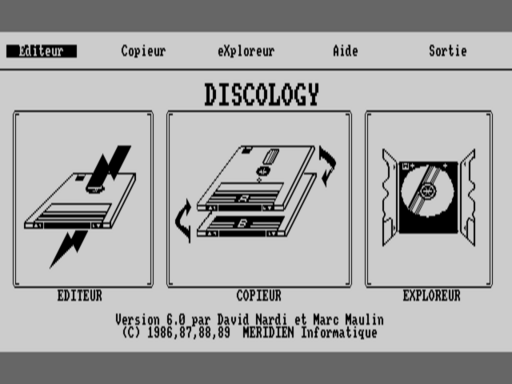 Editeur Copieur eXploreur Aide Sortie
DISCOLOGY
A
B
EDITEUR COPIEUR EXPLOREUR
Version 6.0 par David Nardi et Marc Maulin
(C) 1986,87,88,89 MERIDIEN Informatique